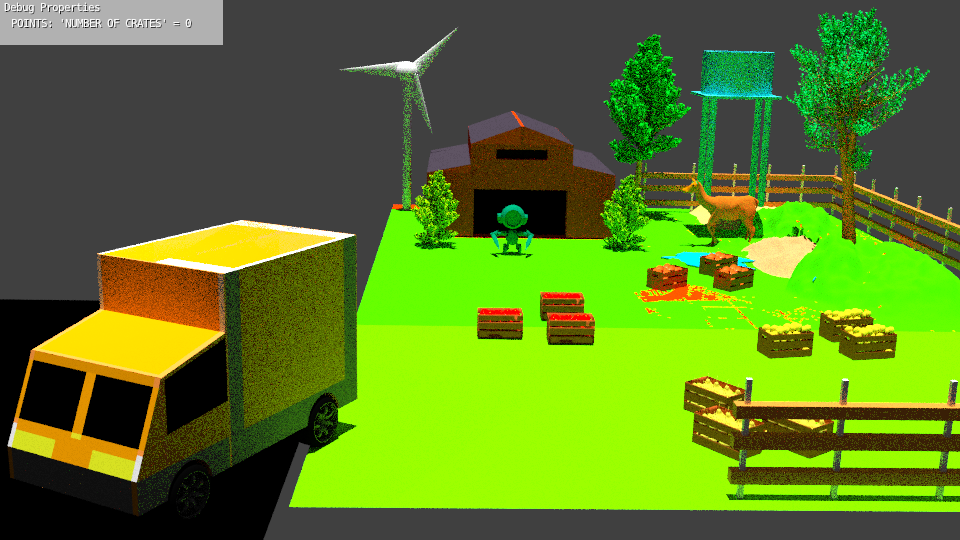 Debug Properties
POINTS: 'NUMBER OF CRATES' = 0